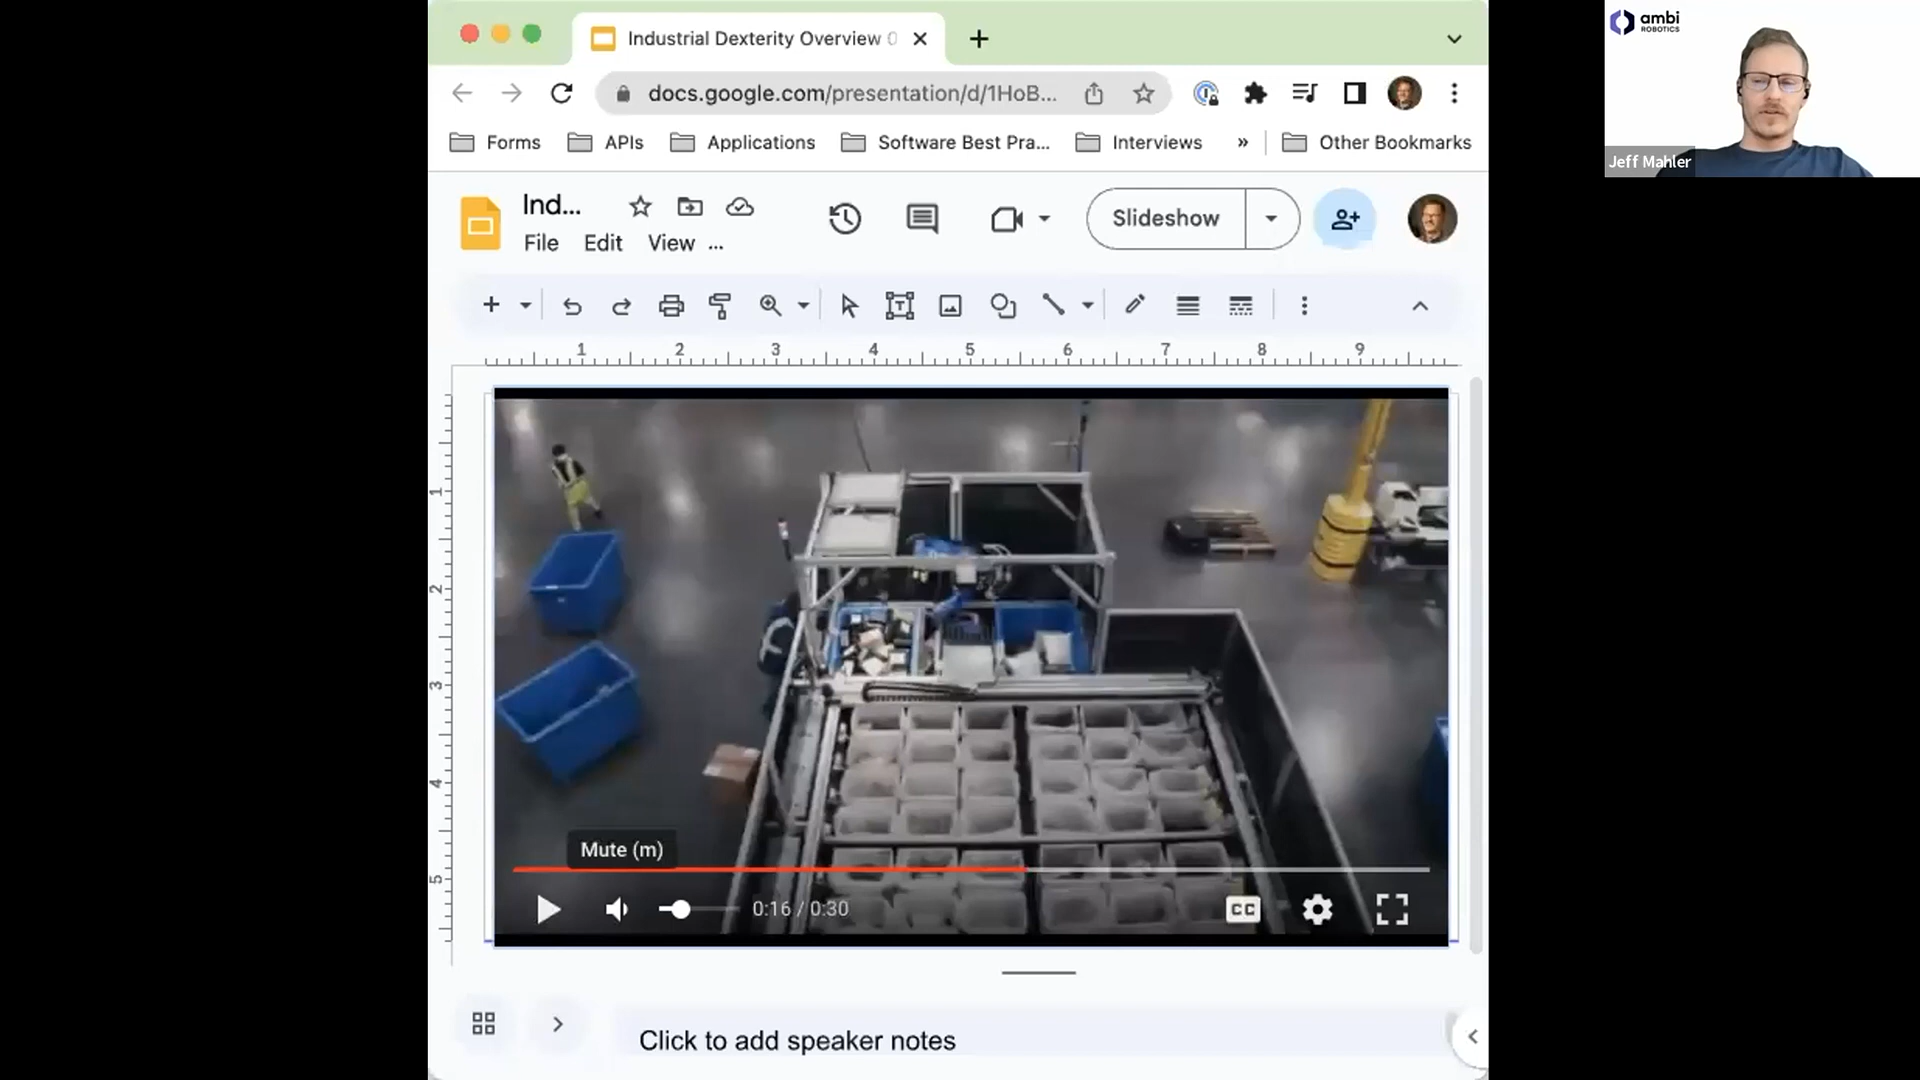 Industrial Dexterity Overview
docs.google.com/presentation/d/1HoB...
Forms
APIs
Applications
Software Best Pra...
Interviews
»
Other Bookmarks
Ind...
File Edit View ...
Slideshow
1 2 3 4 5 6 7 8 9
1
2
3
4
5
Mute (m)
0:16 / 0:30
CC
Click to add speaker notes
ambi
ROBOTICS
Jeff Mahler